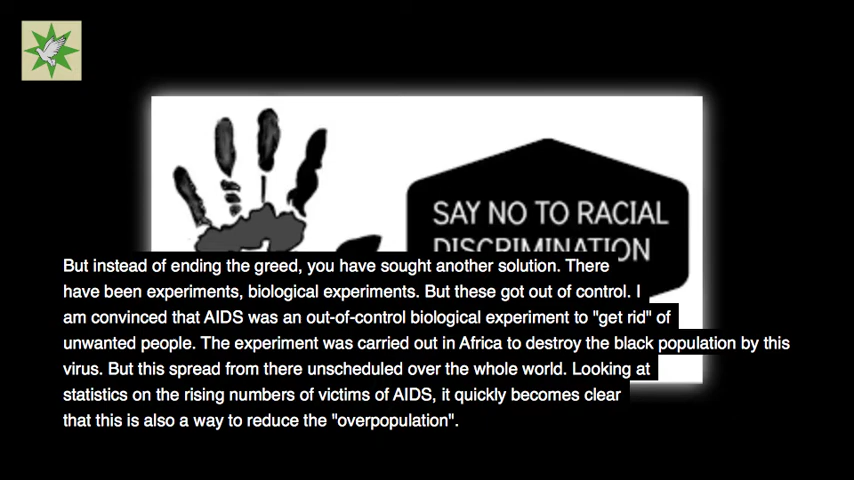 SAY NO TO RACIAL
DISCRIMINATION
But instead of ending the greed, you have sought another solution. There
have been experiments, biological experiments. But these got out of control. I
am convinced that AIDS was an out-of-control biological experiment to "get rid" of
unwanted people. The experiment was carried out in Africa to destroy the black population by this
virus. But this spread from there unscheduled over the whole world. Looking at
statistics on the rising numbers of victims of AIDS, it quickly becomes clear
that this is also a way to reduce the "overpopulation".